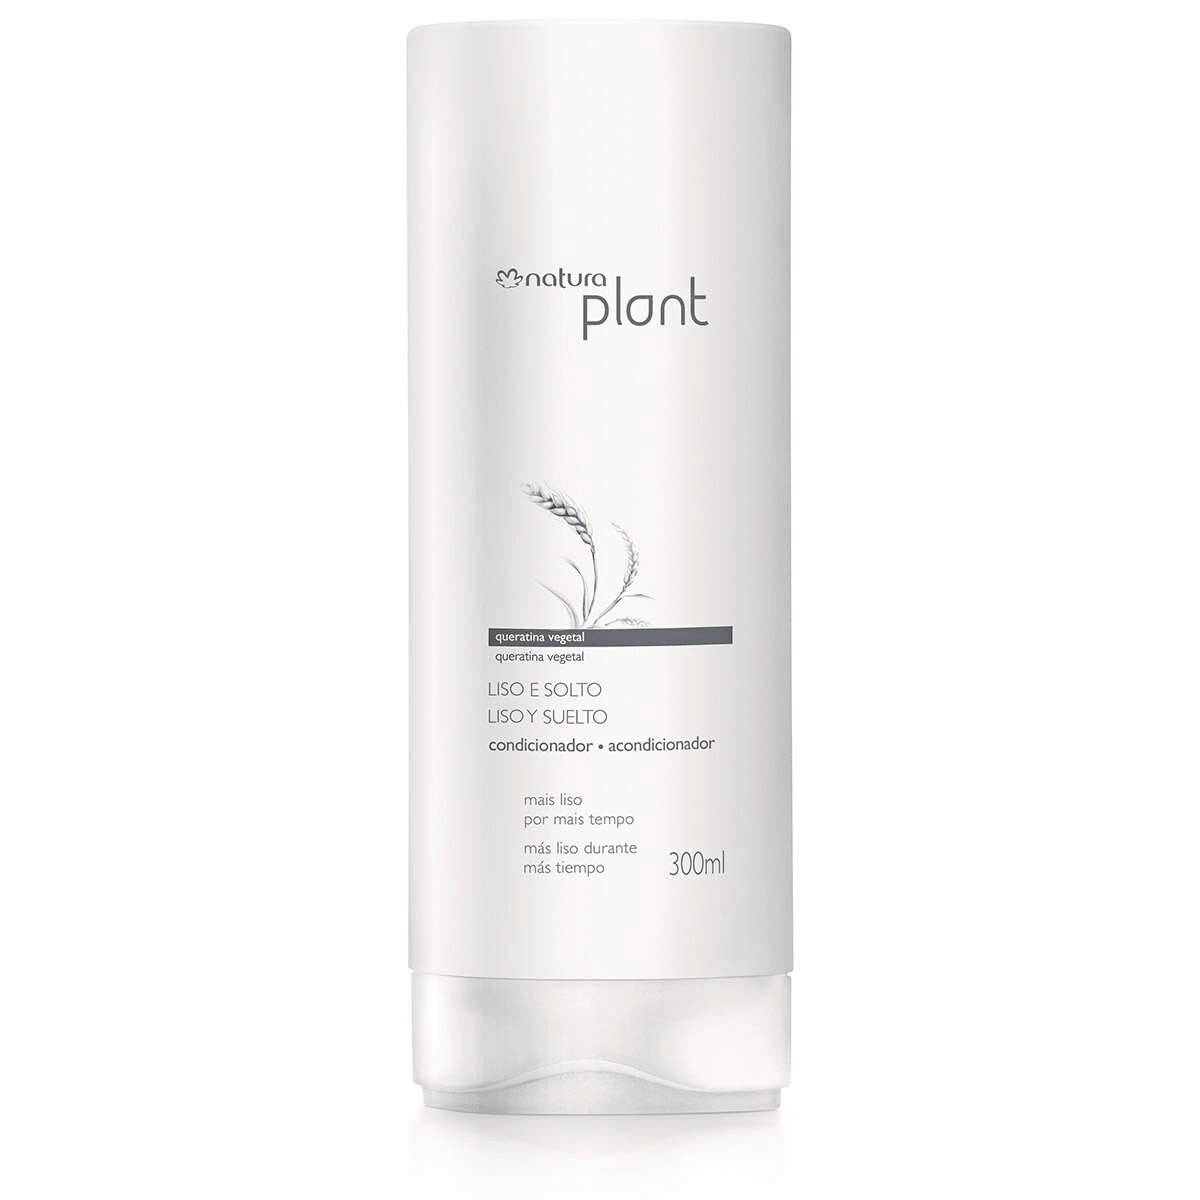 natura
plant
queratina vegetal
queratina vegetal
LISO E SOLTO
LISO Y SUELTO
condicionador • acondicionador
mais liso
por mais tempo
más liso durante
más tiempo
300ml